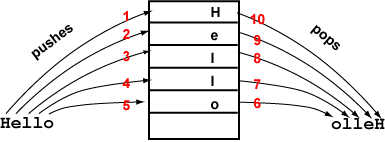 pushes
pops
1 H 10
2 e 9
3 l 8
4 l 7
5 o 6
Hello
olleH